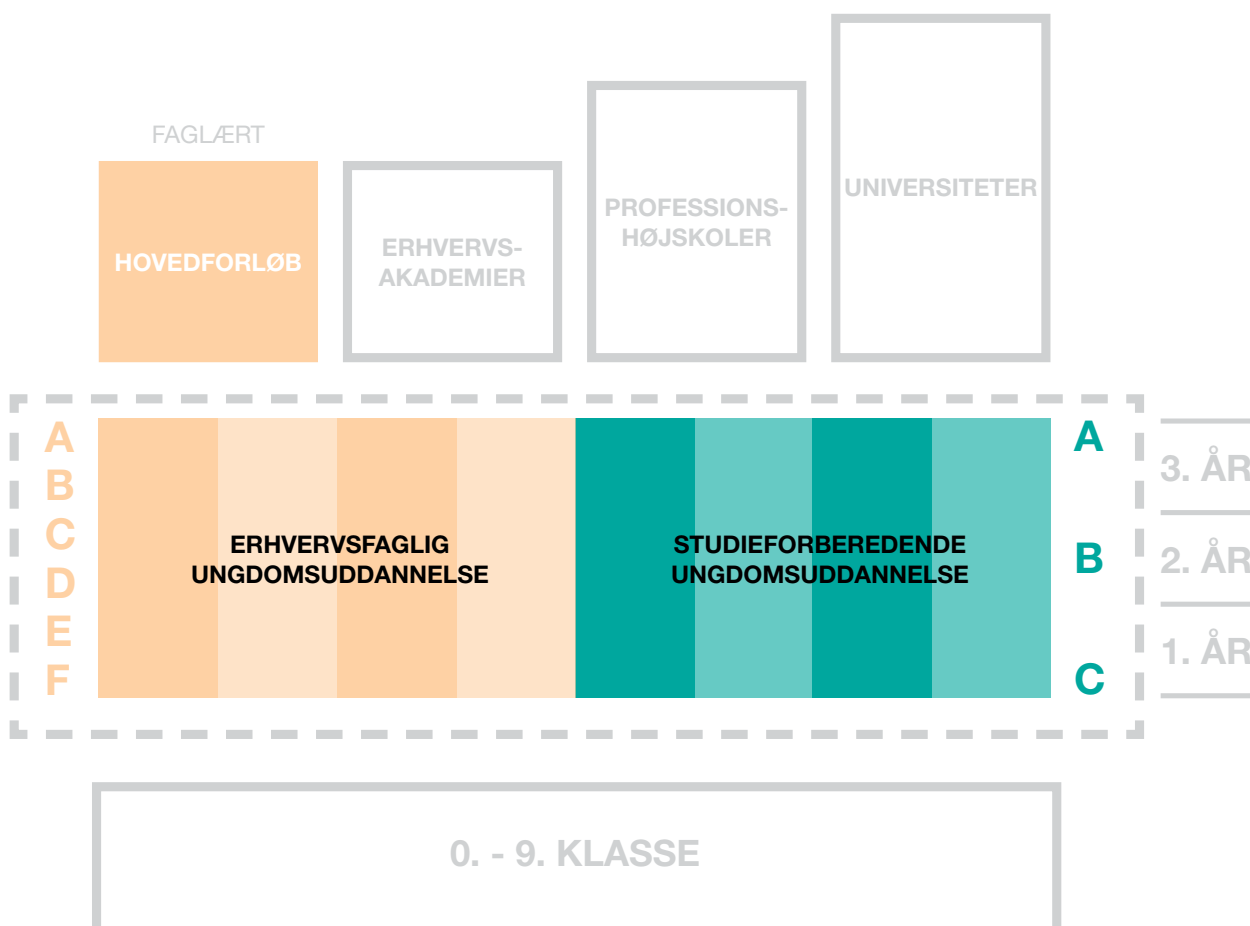 FAGLÆRT
HOVEDFORLØB
ERHVERVS-
AKADEMIER
PROFESSIONS-
HØJSKOLER
UNIVERSITETER
A
B
C
D
E
F
ERHVERVSFAGLIG
UNGDOMSUDDANNELSE
STUDIEFORBEREDENDE
UNGDOMSUDDANNELSE
A
B
C
3. ÅR
2. ÅR
1. ÅR
0. - 9. KLASSE